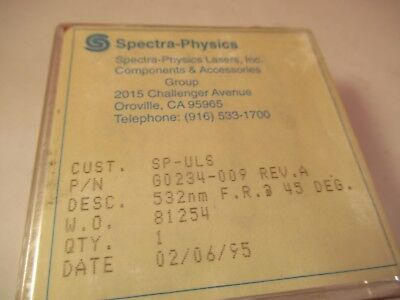 Spectra-Physics
Spectra-Physics Lasers, Inc.
Components & Accessories
Group
2015 Challenger Avenue
Oroville, CA 95965
Telephone: (916) 533-1700
CUST. SP-ULS
P/N G0234-009 REV.A
DESC. 532nm F.R.@ 45 DEG.
W.O. 81254
QTY. 1
DATE 02/06/95